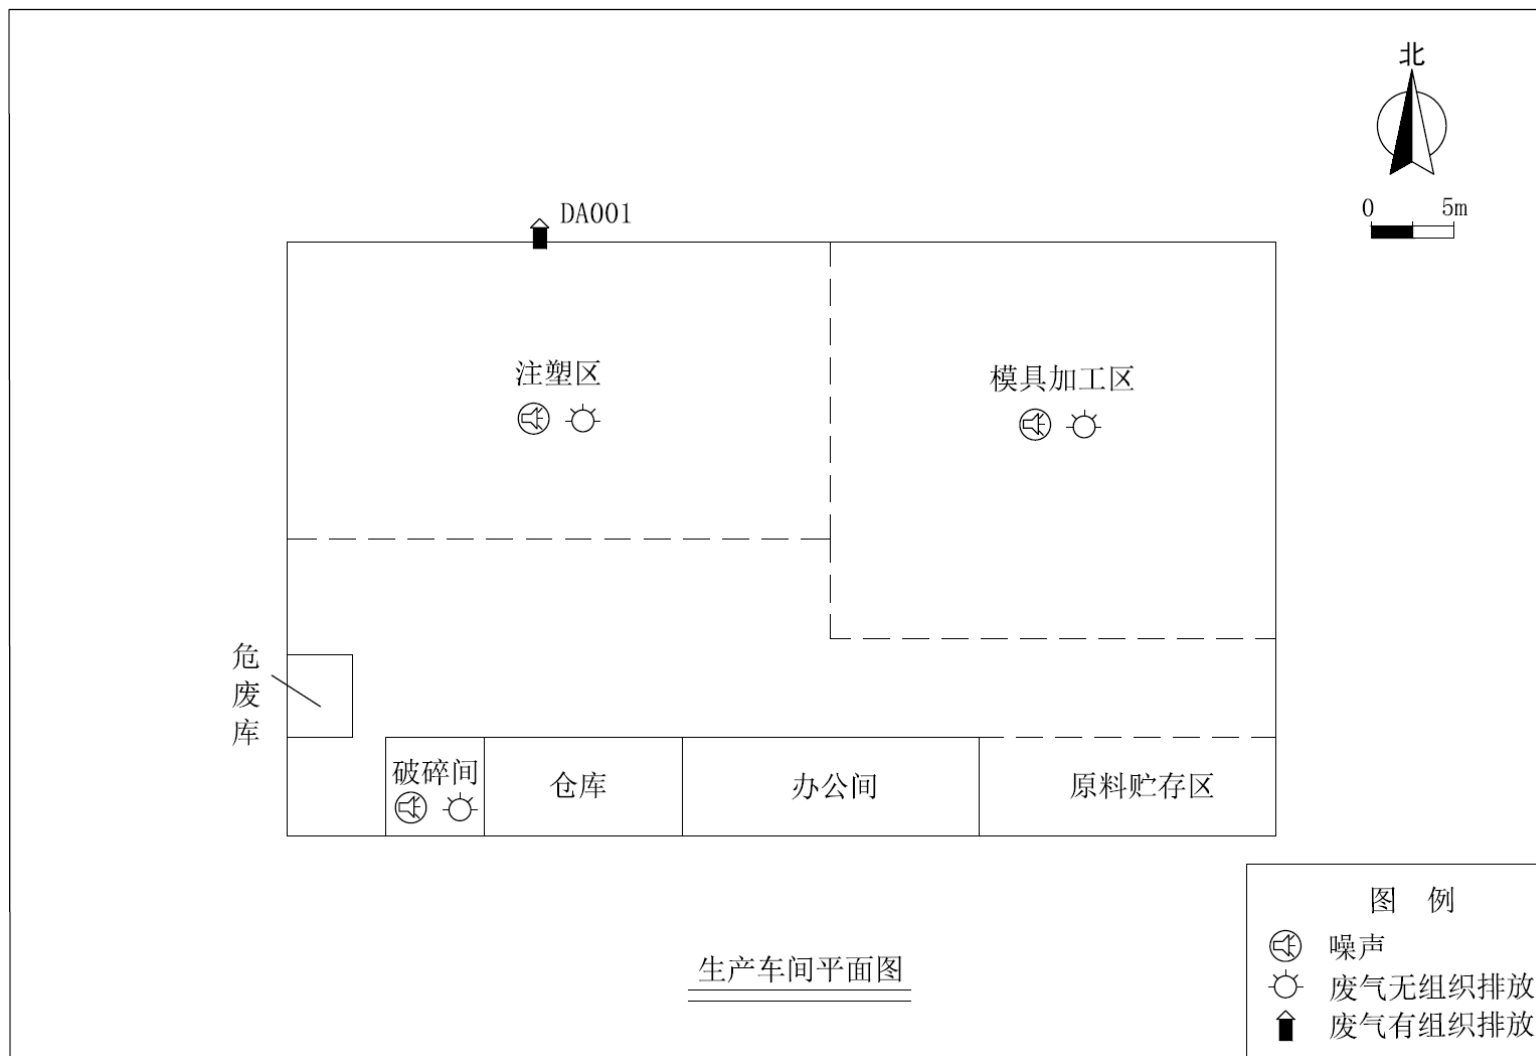 北
0 5m
DA001
注塑区
模具加工区
危废库
破碎间
仓库
办公间
原料贮存区
生产车间平面图
图 例
噪声
废气无组织排放
废气有组织排放